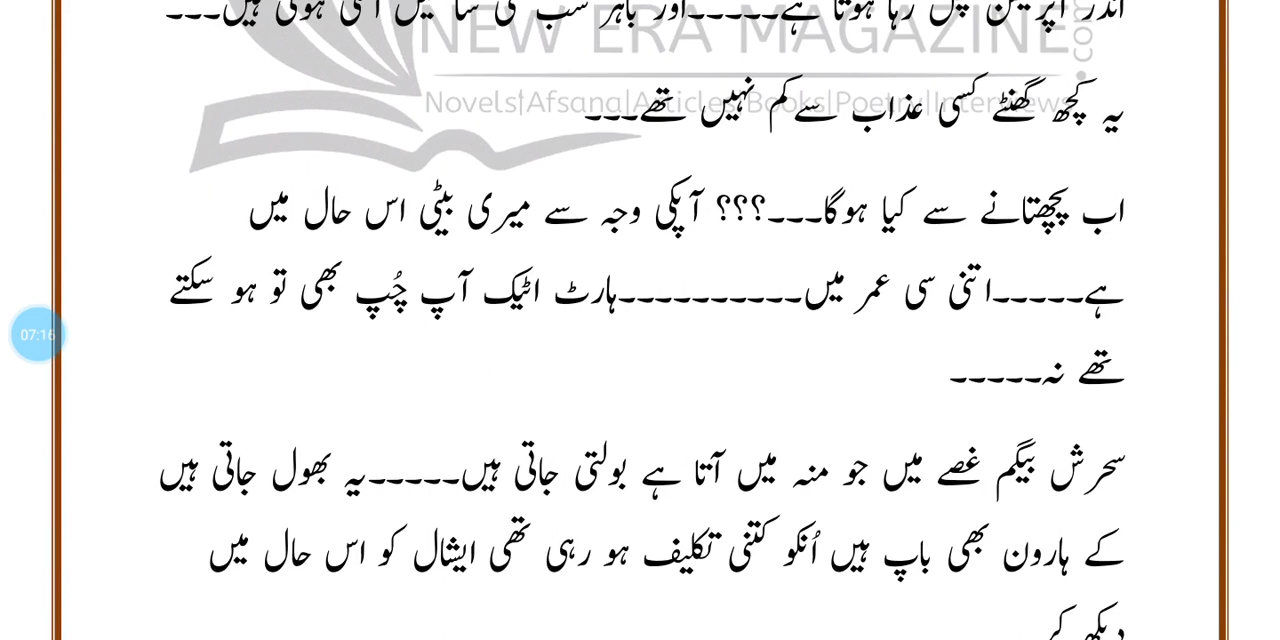 اندر آپریشن چل رہا ہوتا ہے۔۔۔۔۔اور باہر سب کی سانسیں اٹکی ہوئی ہیں۔۔۔
NEW ERA MAGAZINE
.com
Novels|Afsana|Articles|Books|Poetry|Interviews
یہ کچھ گھنٹے کسی عذاب سے کم نہیں تھے۔۔۔
اب پچھتانے سے کیا ہوگا۔۔۔؟؟؟ آپکی وجہ سے میری بیٹی اس حال میں
ہے۔۔۔۔۔اتنی سی عمر میں۔۔۔۔۔۔۔۔۔۔ہارٹ اٹیک آپ چُپ بھی تو ہو سکتے
تھے نہ۔۔۔۔۔
07:16
سحرش بیگم غصے میں جو منہ میں آتا ہے بولتی جاتی ہیں۔۔۔۔۔یہ بھول جاتی ہیں
کے ہارون بھی باپ ہیں اُنکو کتنی تکلیف ہو رہی تھی ایشال کو اس حال میں
دیکھ کر